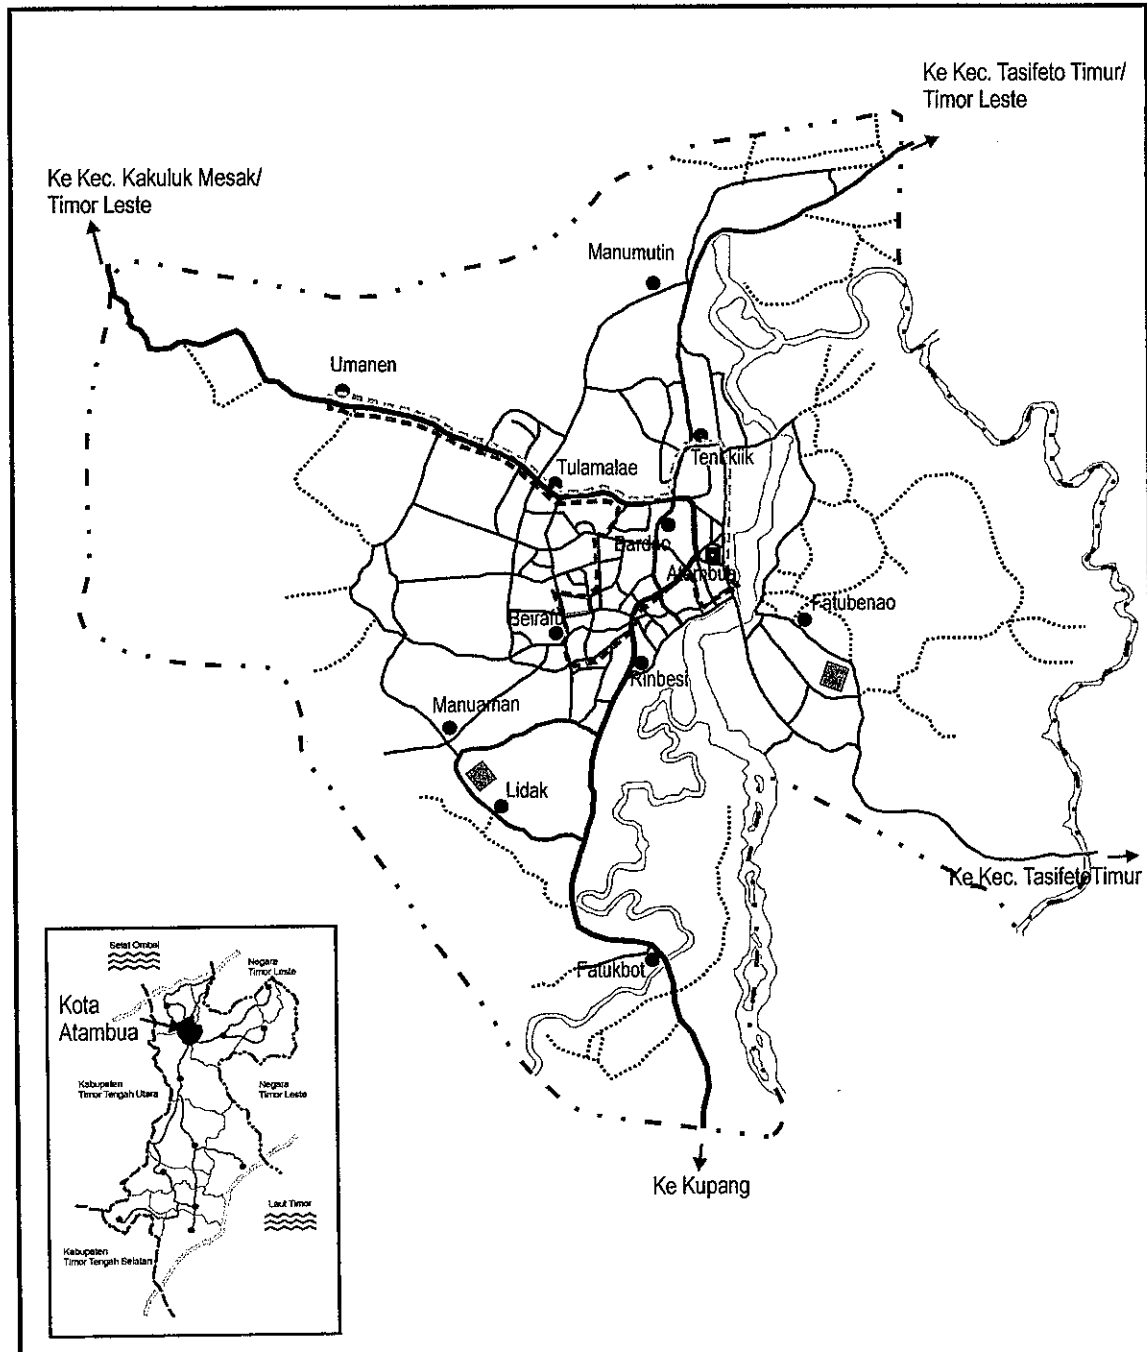 Ke Kec. Tasifeto Timur/
Timor Leste
Ke Kec. Kakuluk Mesak/
Timor Leste
Manumutin
Umanen
Tenukiik
Tulamalae
Bardao
Atambua
Fatubenao
Beirafu
Rinbesi
Manuaman
Lidak
Ke Kec. Tasifeto Timur
Fatukbot
Ke Kupang
Selat Ombai
Negara
Timor Leste
Kota
Atambua
Kabupaten
Timor Tengah Utara
Negara
Timor Leste
Laut Timor
Kabupaten
Timor Tengah Selatan